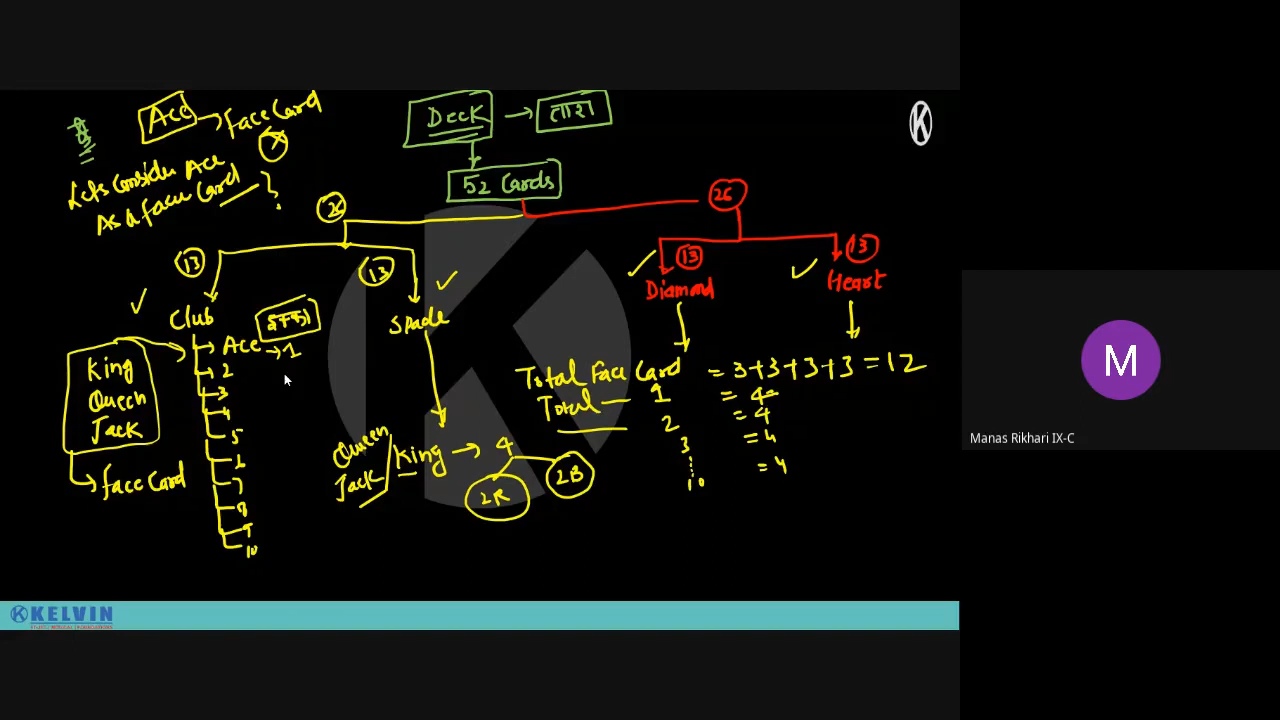 Ace → Face Card
Lets Consider Ace
As a face Card ?
Deck → ताश
52 Cards
26
26
13
13
13
13
Club
Spade
Diamond
Heart
Ace → 1
2
3
4
5
6
7
8
9
10
King
Queen
Jack
→ face Card
Queen
Jack / King → 4
2R
2B
Total Face Card = 3+3+3+3 = 12
Total — 1 = 4
2 = 4
3 = 4
10 = 4
K
KELVIN
M
Manas Rikhari IX-C